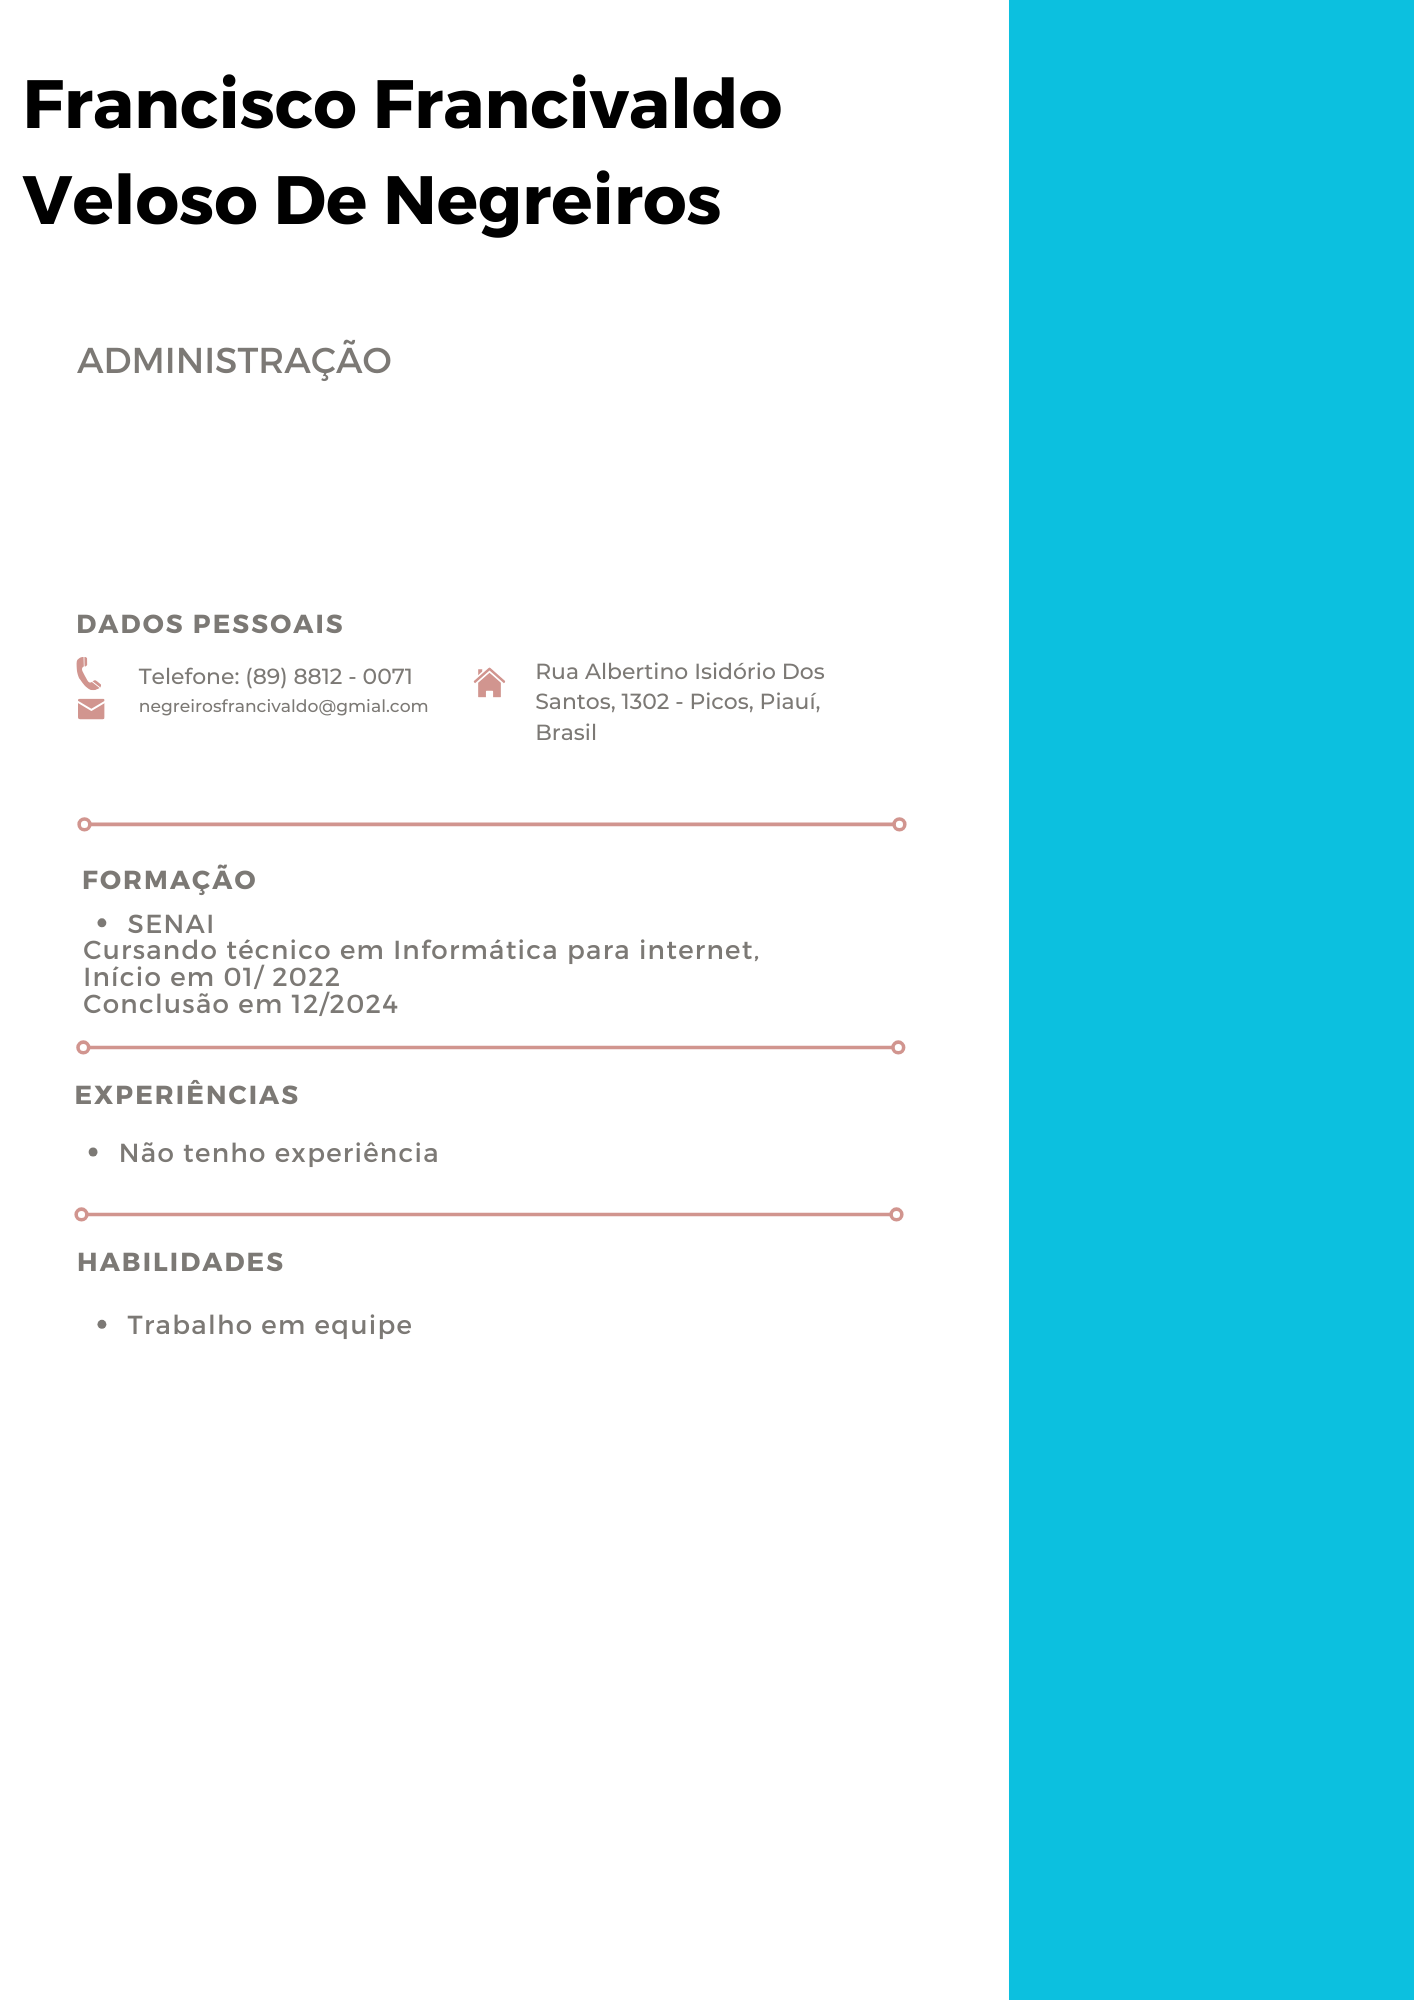 Francisco Francivaldo
Veloso De Negreiros
ADMINISTRAÇÃO
DADOS PESSOAIS
Telefone: (89) 8812 - 0071
negreirosfrancivaldo@gmial.com
Rua Albertino Isidório Dos
Santos, 1302 - Picos, Piauí,
Brasil
FORMAÇÃO
• SENAI
Cursando técnico em Informática para internet,
Início em 01/ 2022
Conclusão em 12/2024
EXPERIÊNCIAS
• Não tenho experiência
HABILIDADES
• Trabalho em equipe